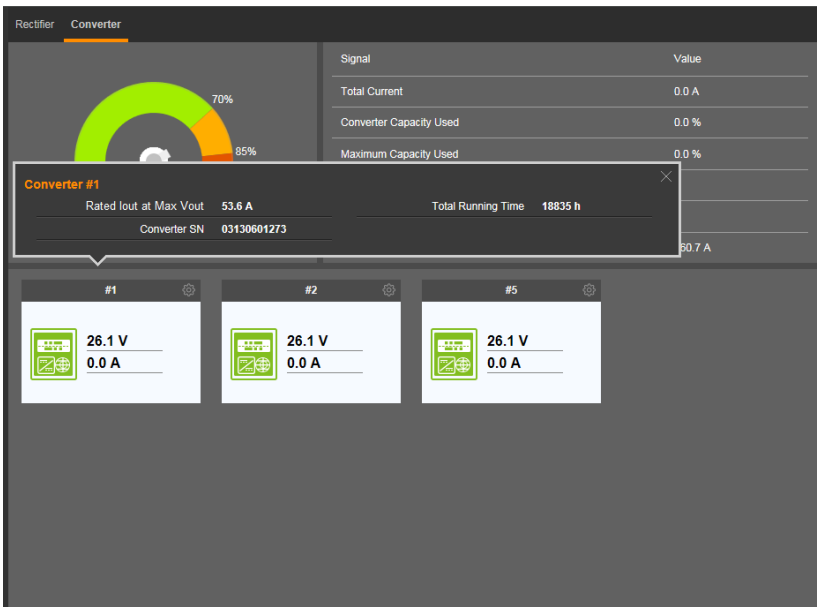 Rectifier Converter
Signal Value
70%
Total Current 0.0 A
Converter Capacity Used 0.0 %
85%
Maximum Capacity Used 0.0 %
Converter #1
Rated Iout at Max Vout 53.6 A Total Running Time 18835 h
Converter SN 03130601273
#1 #2 #5
26.1 V 26.1 V 26.1 V
0.0 A 0.0 A 0.0 A